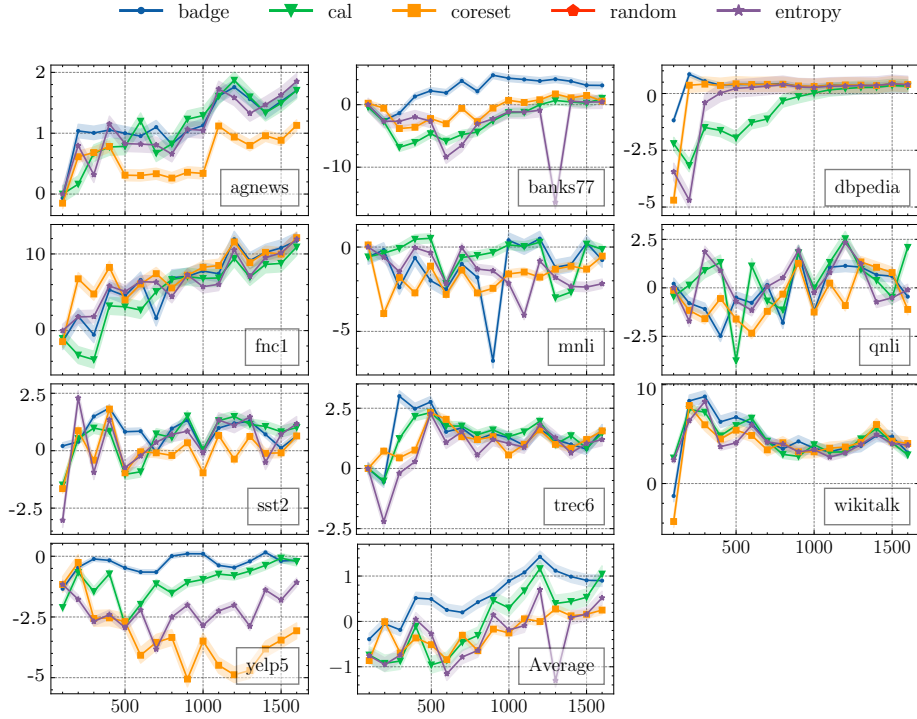 badge cal coreset random entropy
2
1
0
agnews
0
-10
banks77
0
-2.5
-5
dbpedia
10
0
fnc1
0
-5
mnli
2.5
0
-2.5
qnli
2.5
0
-2.5
sst2
2.5
0
-2.5
trec6
10
0
500 1000 1500
wikitalk
0
-2.5
-5
yelp5
500 1000 1500
1
0
−1
Average
500 1000 1500